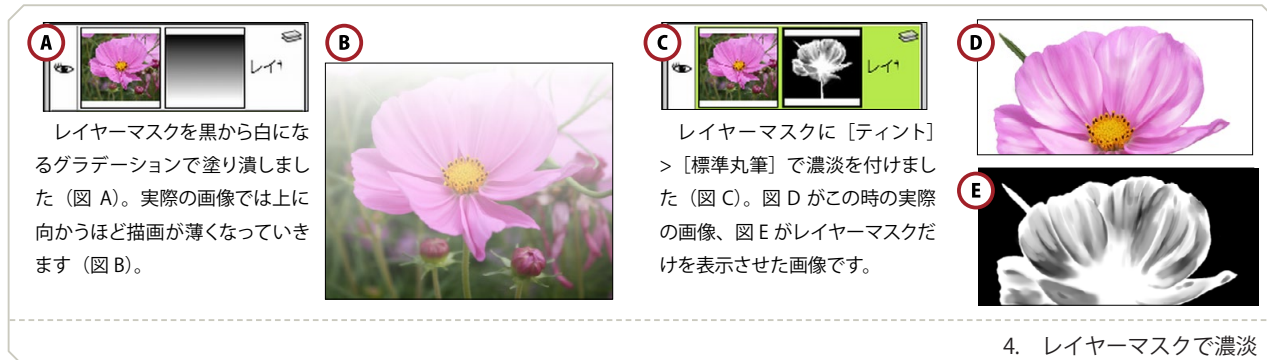 A
レイ
レイヤーマスクを黒から白にな
るグラデーションで塗り潰しまし
た（図 A）。実際の画像では上に
向かうほど描画が薄くなっていき
ます（図 B）。
B
C
レイ
レイヤーマスクに［ティント］
>［標準丸筆］で濃淡を付けまし
た（図 C）。図 D がこの時の実際
の画像、図 E がレイヤーマスクだ
けを表示させた画像です。
D
E
4. レイヤーマスクで濃淡